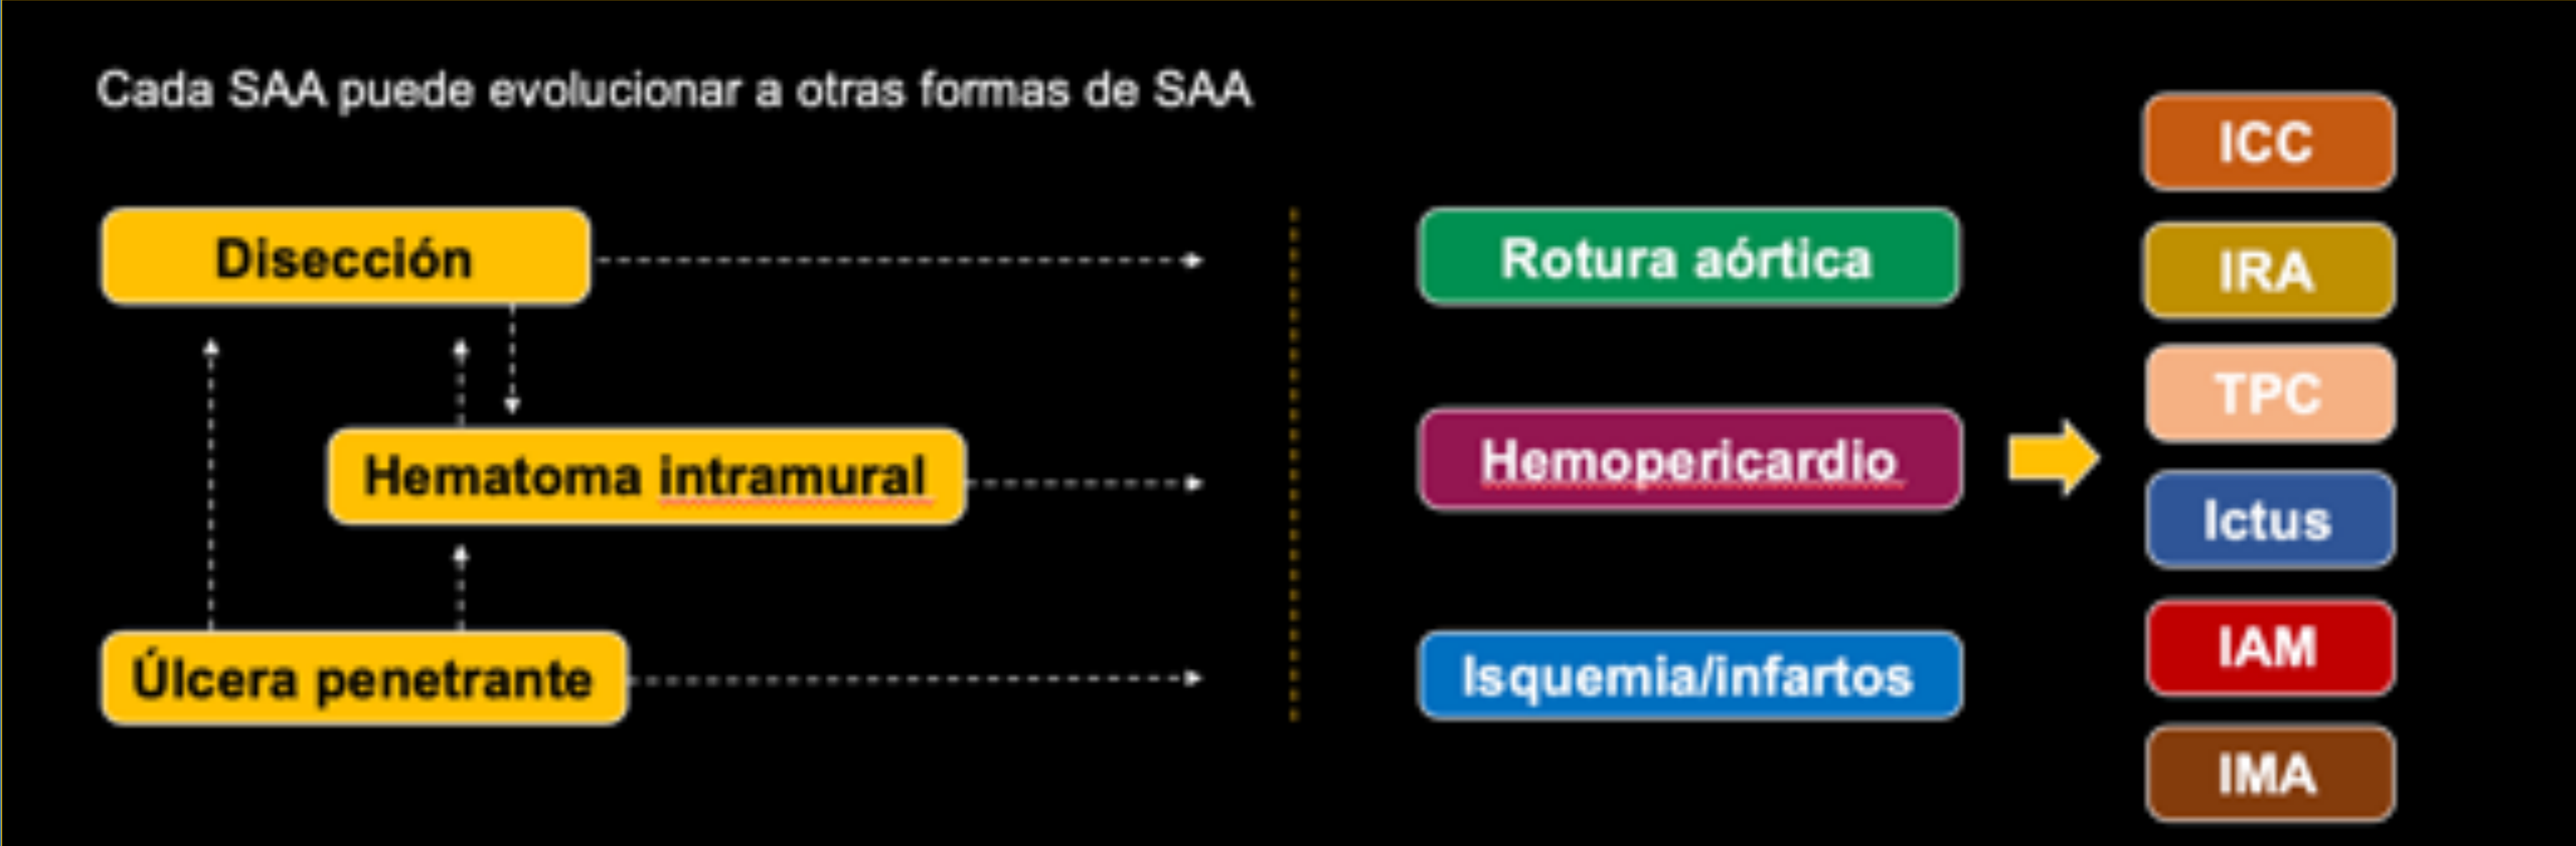 Cada SAA puede evolucionar a otras formas de SAA
Disección
Hematoma intramural
Úlcera penetrante
Rotura aórtica
Hemopericardio
Isquemia/infartos
ICC
IRA
TPC
Ictus
IAM
IMA